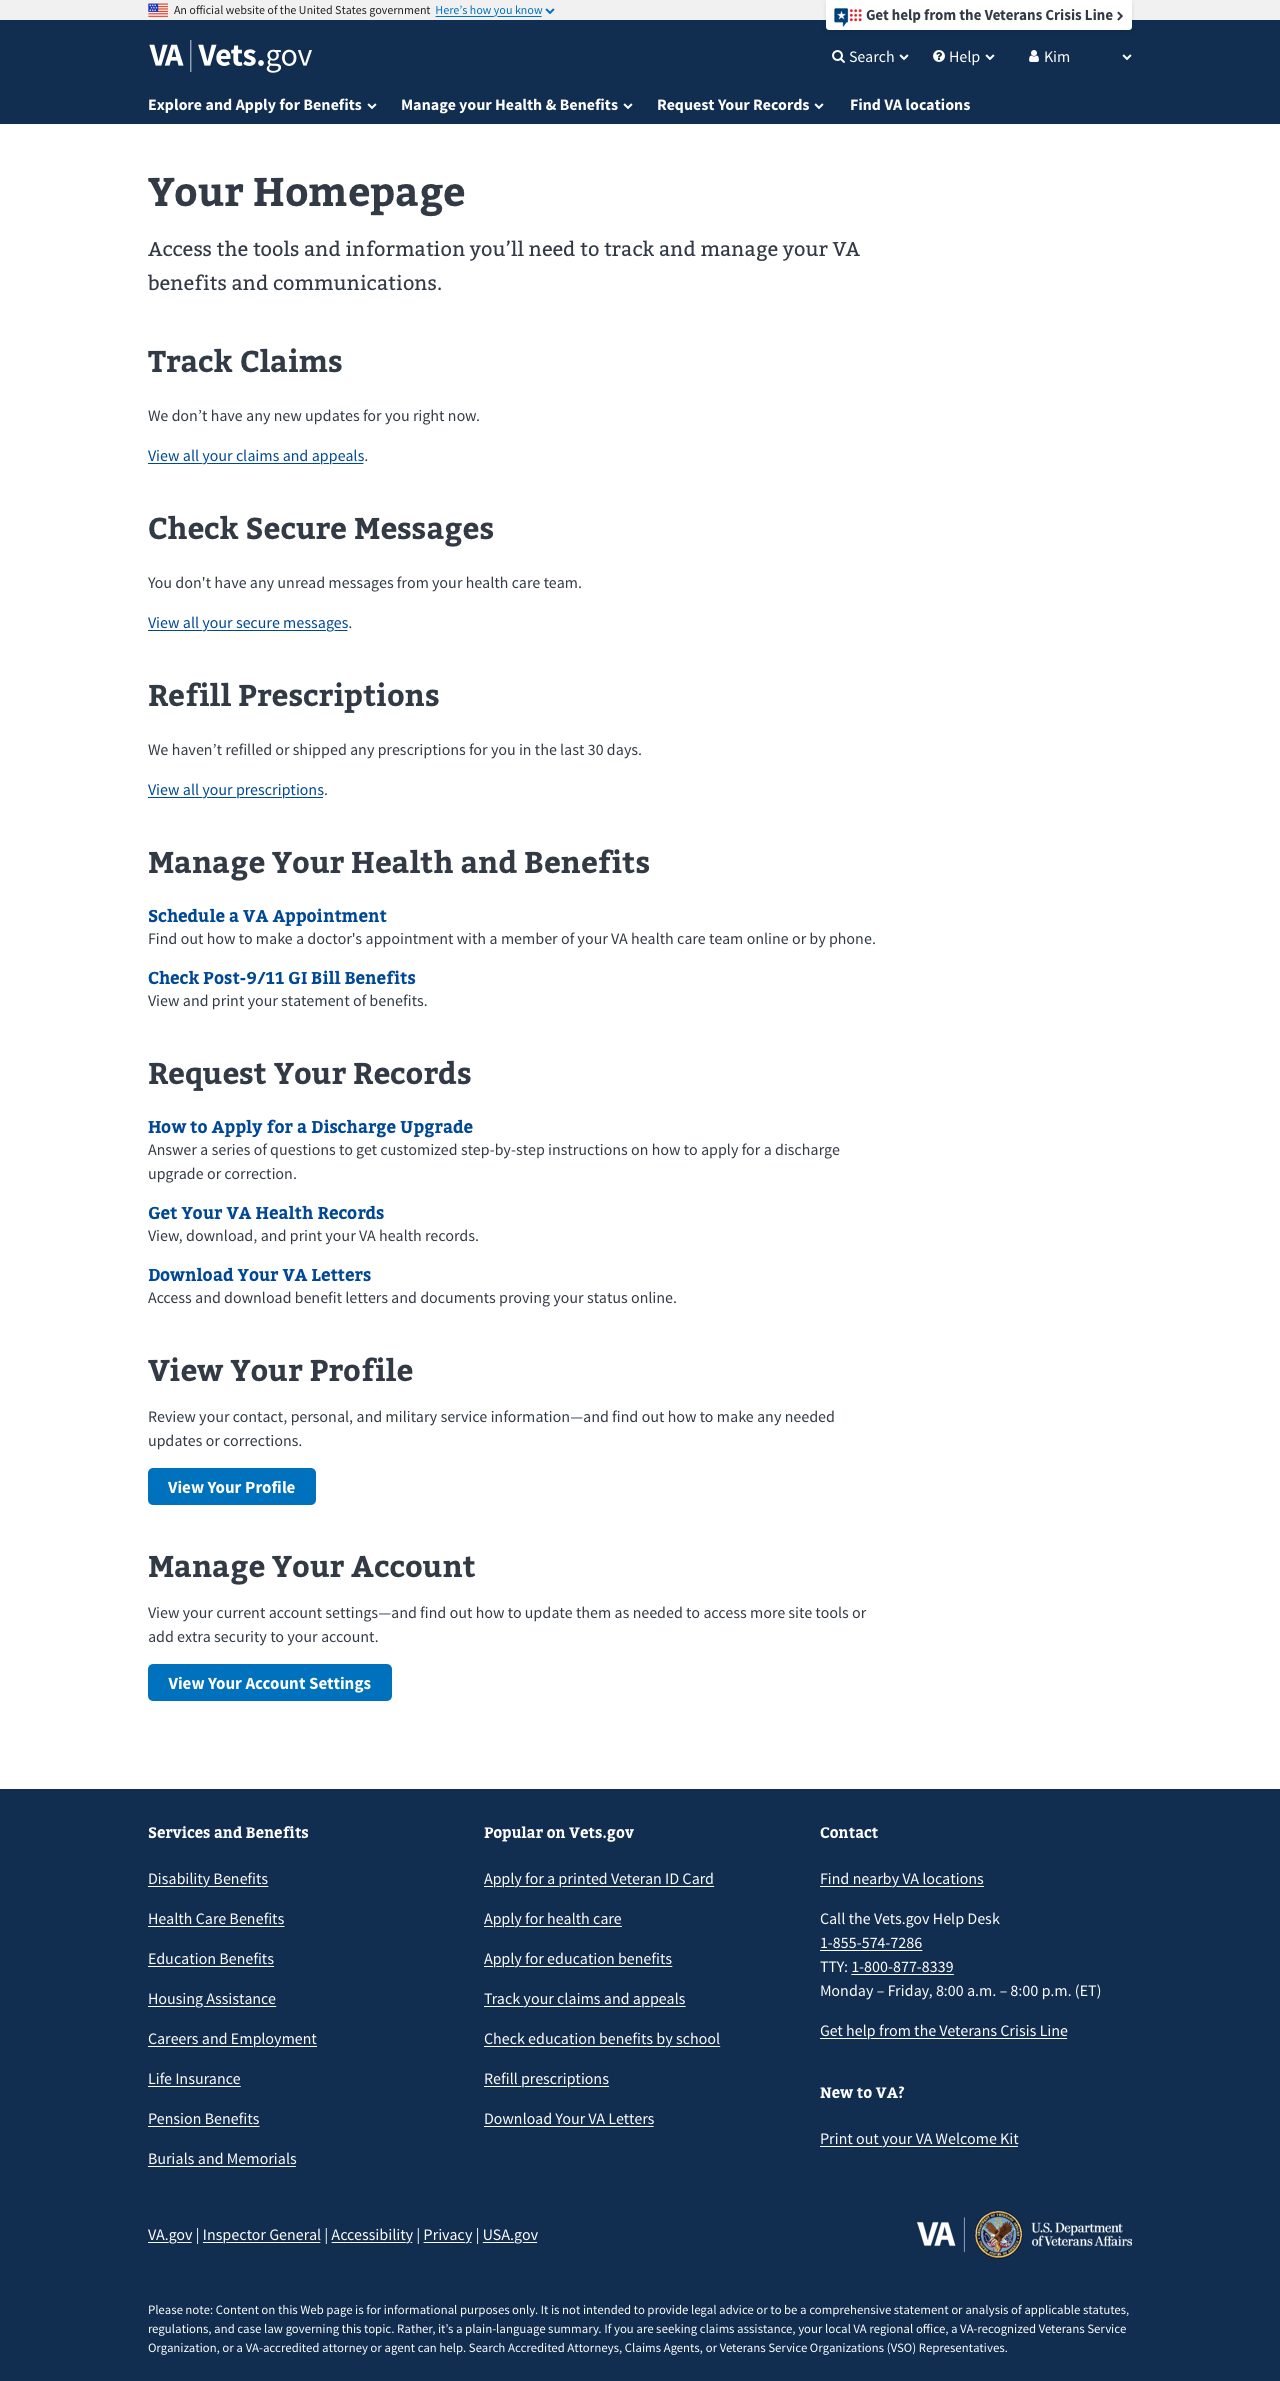 An official website of the United States government Here's how you know
Get help from the Veterans Crisis Line
VA | Vets.gov
Search Help Kim
Explore and Apply for Benefits Manage your Health & Benefits Request Your Records Find VA locations
Your Homepage
Access the tools and information you’ll need to track and manage your VA
benefits and communications.
Track Claims
We don’t have any new updates for you right now.
View all your claims and appeals.
Check Secure Messages
You don't have any unread messages from your health care team.
View all your secure messages.
Refill Prescriptions
We haven’t refilled or shipped any prescriptions for you in the last 30 days.
View all your prescriptions.
Manage Your Health and Benefits
Schedule a VA Appointment
Find out how to make a doctor's appointment with a member of your VA health care team online or by phone.
Check Post-9/11 GI Bill Benefits
View and print your statement of benefits.
Request Your Records
How to Apply for a Discharge Upgrade
Answer a series of questions to get customized step-by-step instructions on how to apply for a discharge
upgrade or correction.
Get Your VA Health Records
View, download, and print your VA health records.
Download Your VA Letters
Access and download benefit letters and documents proving your status online.
View Your Profile
Review your contact, personal, and military service information—and find out how to make any needed
updates or corrections.
View Your Profile
Manage Your Account
View your current account settings—and find out how to update them as needed to access more site tools or
add extra security to your account.
View Your Account Settings
Services and Benefits
Disability Benefits
Health Care Benefits
Education Benefits
Housing Assistance
Careers and Employment
Life Insurance
Pension Benefits
Burials and Memorials
Popular on Vets.gov
Apply for a printed Veteran ID Card
Apply for health care
Apply for education benefits
Track your claims and appeals
Check education benefits by school
Refill prescriptions
Download Your VA Letters
Contact
Find nearby VA locations
Call the Vets.gov Help Desk
1-855-574-7286
TTY: 1-800-877-8339
Monday – Friday, 8:00 a.m. – 8:00 p.m. (ET)
Get help from the Veterans Crisis Line
New to VA?
Print out your VA Welcome Kit
VA.gov | Inspector General | Accessibility | Privacy | USA.gov
VA
U.S. Department
of Veterans Affairs
Please note: Content on this Web page is for informational purposes only. It is not intended to provide legal advice or to be a comprehensive statement or analysis of applicable statutes,
regulations, and case law governing this topic. Rather, it’s a plain-language summary. If you are seeking claims assistance, your local VA regional office, a VA-recognized Veterans Service
Organization, or a VA-accredited attorney or agent can help. Search Accredited Attorneys, Claims Agents, or Veterans Service Organizations (VSO) Representatives.